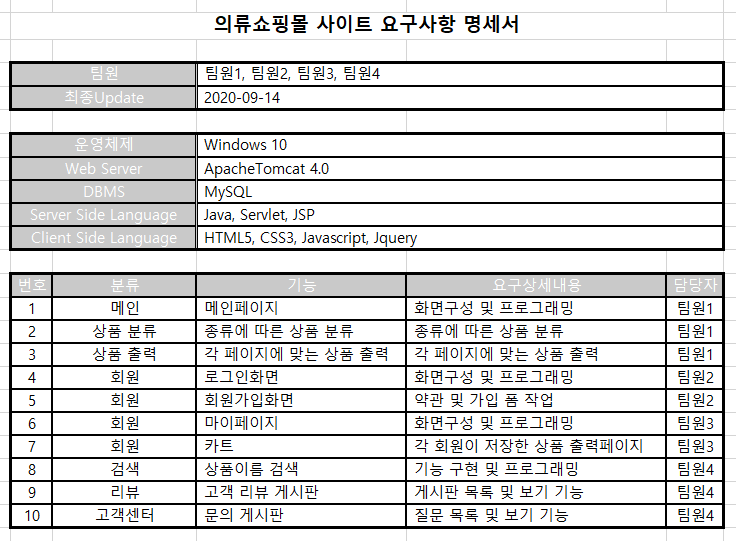 의류쇼핑몰 사이트 요구사항 명세서
팀원 팀원1, 팀원2, 팀원3, 팀원4
최종Update 2020-09-14
운영체제 Windows 10
Web Server ApacheTomcat 4.0
DBMS MySQL
Server Side Language Java, Servlet, JSP
Client Side Language HTML5, CSS3, Javascript, Jquery
번호 분류 기능 요구상세내용 담당자
1 메인 메인페이지 화면구성 및 프로그래밍 팀원1
2 상품 분류 종류에 따른 상품 분류 종류에 따른 상품 분류 팀원1
3 상품 출력 각 페이지에 맞는 상품 출력 각 페이지에 맞는 상품 출력 팀원1
4 회원 로그인화면 화면구성 및 프로그래밍 팀원2
5 회원 회원가입화면 약관 및 가입 폼 작업 팀원2
6 회원 마이페이지 화면구성 및 프로그래밍 팀원3
7 회원 카트 각 회원이 저장한 상품 출력페이지 팀원3
8 검색 상품이름 검색 기능 구현 및 프로그래밍 팀원4
9 리뷰 고객 리뷰 게시판 게시판 목록 및 보기 기능 팀원4
10 고객센터 문의 게시판 질문 목록 및 보기 기능 팀원4